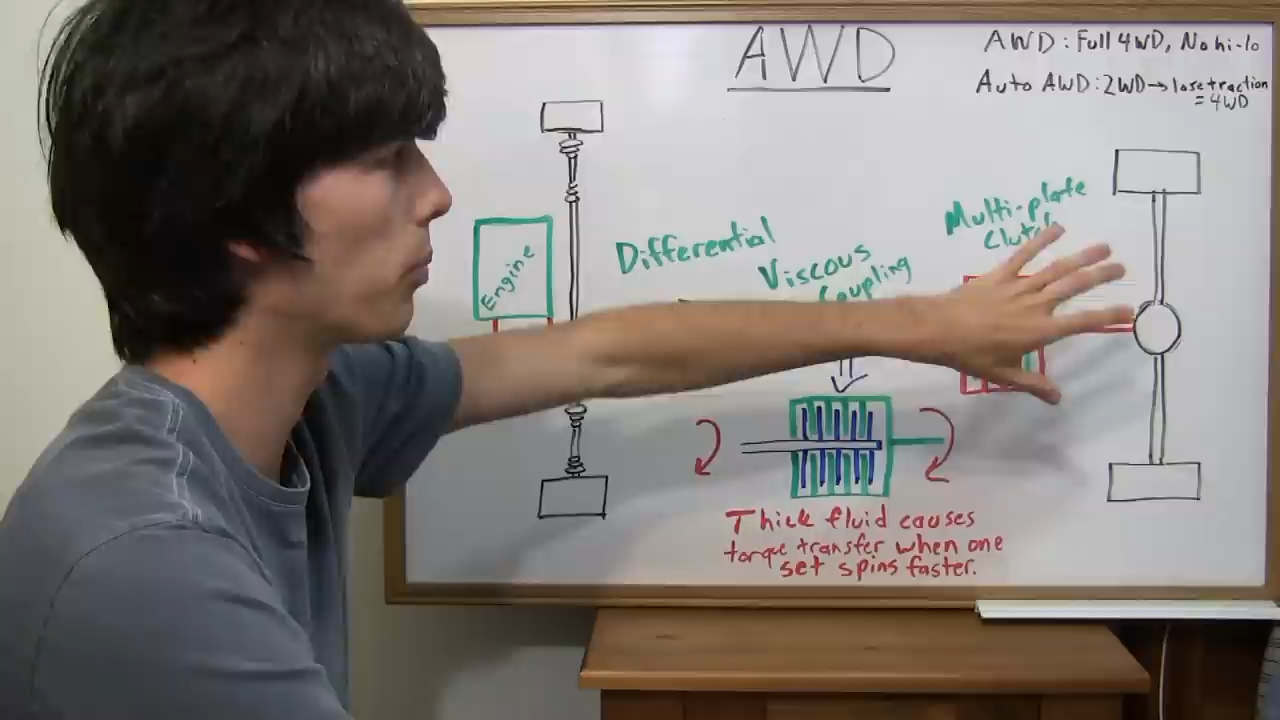 AWD
AWD: Full 4WD, No hi-lo
Auto AWD: 2WD → lose traction
= 4WD
Engine
Differential
Viscous
Coupling
Multi-plate
Clutch
Thick fluid causes
torque transfer when one
set spins faster.